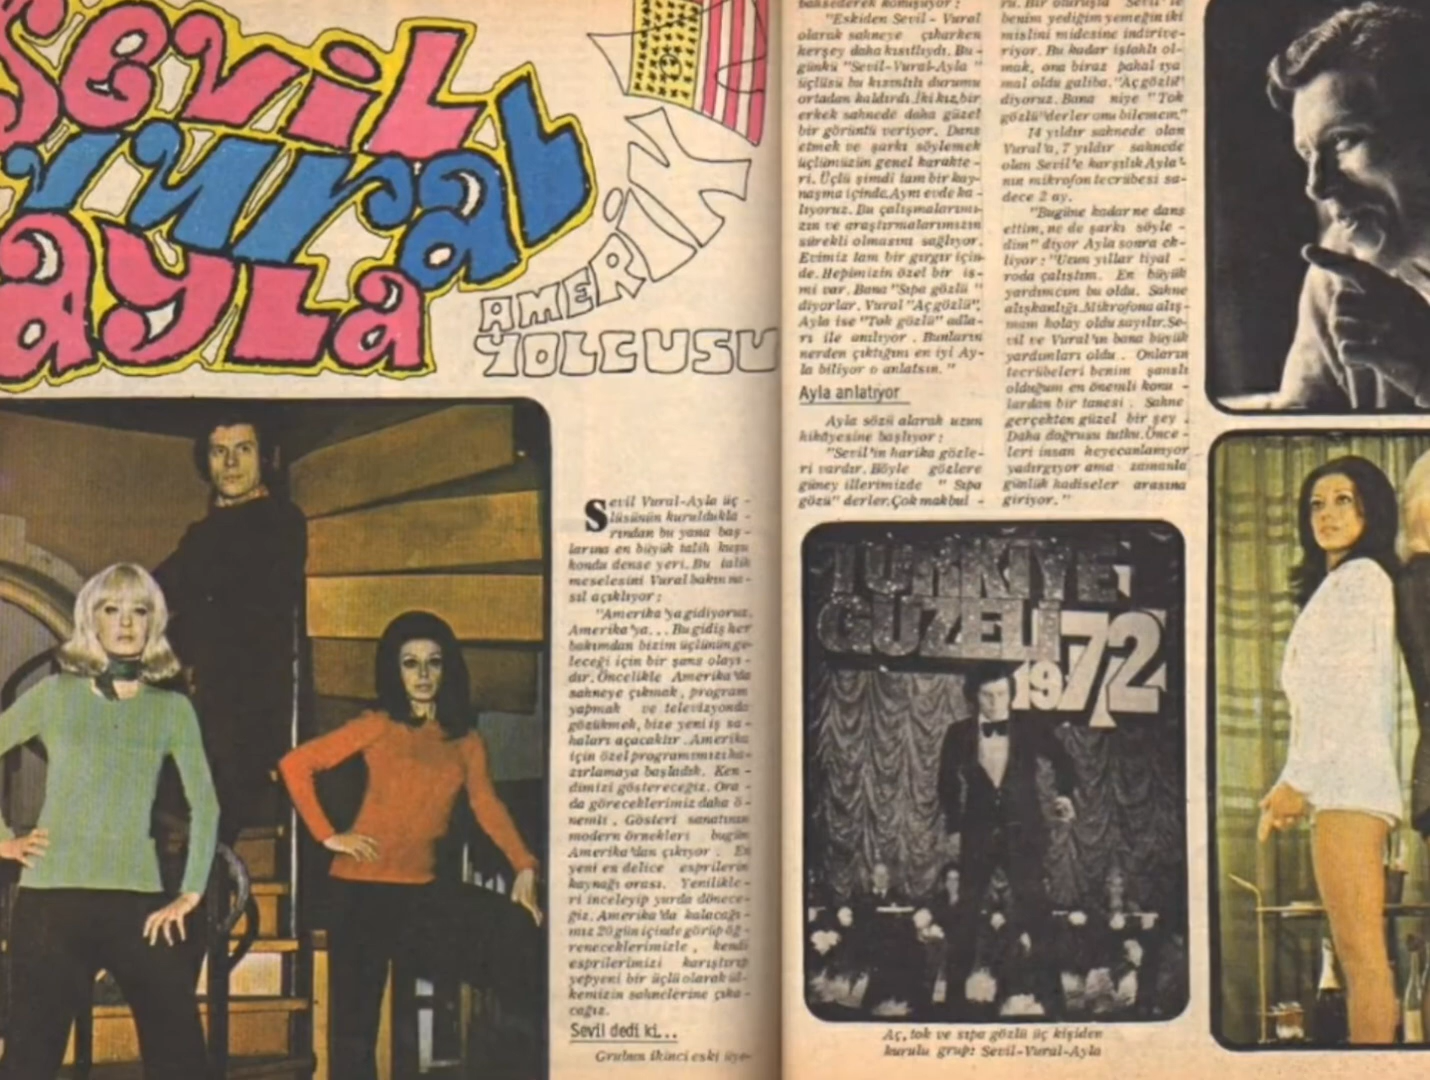 Sevil
Vural
Ayla
AMERİK
YOLCUSU
Sevil Vural-Ayla üç -
lüsünün kuruldukla -
rından bu yana baş -
larına en büyük talih kuşu
kondu dense yeri. Bu talih
meselesini Vural bakın na-
sıl açıklıyor :
"Amerika'ya gidiyoruz.
Amerika'ya... Bu gidiş her
bakımdan bizim üçlünün ge-
leceği için bir şans olayı -
dır. Öncelikle Amerika'da
sahneye çıkmak, program
yapmak ve televizyonda
gözükmek, bize yeni iş sa -
haları açacaktır. Amerika
için özel programımızı ha-
zırlamaya başladık. Ken -
dimizi göstereceğiz. Ora -
da göreceklerimiz daha ö-
nemli. Gösteri sanatının
modern örnekleri bugün
Amerika'dan çıkıyor. En
yeni en delice esprilerin
kaynağı orası. Yenilikle -
ri inceleyip yurda dönece-
ğiz. Amerika'da kalacağı -
mız 20 gün içinde görüp öğ -
reneceklerimizle, kendi
esprilerimizi karıştırıp
yepyeni bir üçlü olarak ül-
kemizin sahnelerine çıka -
cağız.
Sevil dedi ki...
Grubun ikinci eski üye-
bahsederek konuşuyor :
"Eskiden Sevil - Vural
olarak sahneye çıkarken
herşey daha kısıtlıydı. Bu -
günkü "Sevil-Vural-Ayla "
üçlüsü bu kısıntılı durumu
ortadan kaldırdı. İki kız, bir
erkek sahnede daha güzel
bir görüntü veriyor. Dans
etmek ve şarkı söylemek
üçlümüzün genel karakte -
ri. Üçlü şimdi tam bir kay-
naşma içinde. Aynı evde ka -
lıyoruz. Bu çalışmalarımı-
zın ve araştırmalarımızın
sürekli olmasını sağlıyor.
Evimiz tam bir gırgır için-
de. Hepimizin özel bir is-
mi var. Bana "Sıpa gözlü "
diyorlar. Vural "Aç gözlü",
Ayla ise "Tok gözlü" adla-
rı ile anılıyor. Bunların
nerden çıktığını en iyi Ay-
la biliyor o anlatsın. "
Ayla anlatıyor
Ayla sözü alarak uzun
hikâyesine başlıyor :
"Sevil'in harika gözle-
ri vardır. Böyle gözlere
güney illerimizde " Sıpa
gözü" derler. Çok makbul -
rü. Bir oturuşta Sevil ile
benim yediğim yemeğin iki
mislini midesine indirive-
riyor. Bu kadar iştahlı ol-
mak, ona biraz pahalıya
mal oldu galiba. "Aç gözlü"
diyoruz. Bana niye "Tok
gözlü" derler onu bilemem."
14 yıldır sahnede olan
Vural'a, 7 yıldır sahnede
olan Sevil'e karşılık Ayla'-
nın mikrofon tecrübesi sa-
dece 2 ay.
"Bugüne kadar ne dans
ettim, ne de şarkı söyle -
dim" diyor Ayla sonra ek-
liyor : "Uzun yıllar tiyat -
roda çalıştım. En büyük
yardımcım bu oldu. Sahne
alışkanlığı. Mikrofona alış-
mam kolay oldu sayılır. Se-
vil ve Vural'ın bana büyük
yardımları oldu. Onların
tecrübeleri benim şanslı
olduğum en önemli konu -
lardan bir tanesi. Sahne
gerçekten güzel bir şey.
Daha doğrusu tutku. Önce -
leri insan heyecanlanıyor
yadırgıyor ama zamanla
günlük hadiseler arasına
giriyor. "
TÜRKİYE
GÜZELİ
1972
Aç, tok ve sıpa gözlü üç kişiden
kurulu grup: Sevil-Vural-Ayla